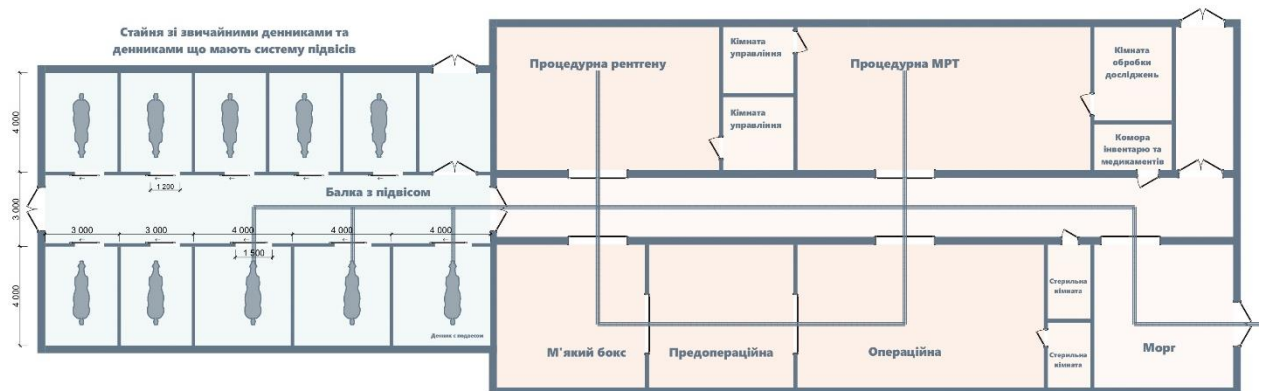 Стайня зі звичайними денниками та
денниками що мають систему підвісів
Процедурна рентгену
Кімната
управління
Кімната
управління
Процедурна МРТ
Кімната
обробки
досліджень
Комора
інвентарю та
медикаментів
4 000
3 000
4 000
1 200
Балка з підвісом
3 000
3 000
4 000
4 000
4 000
1 500
Денник с подвесом
М'який бокс
Предопераційна
Операційна
Стерильна
кімната
Стерильна
кімната
Морг